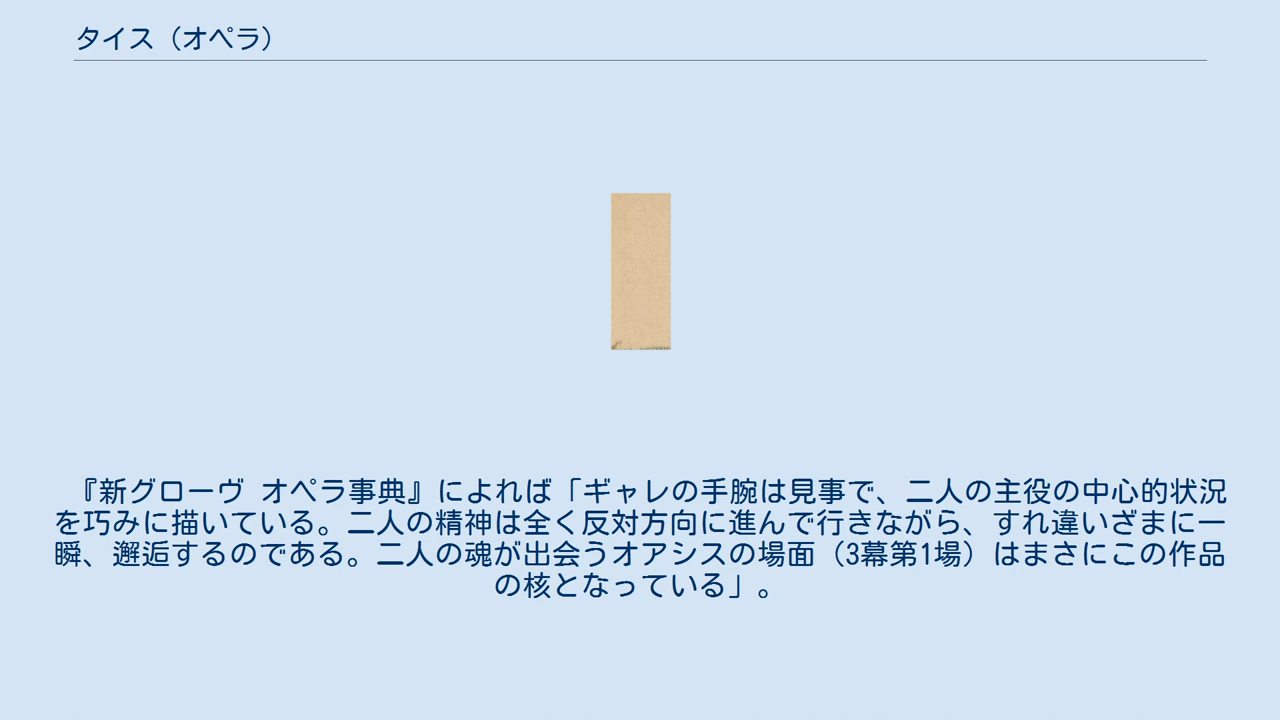 タイス（オペラ）
『新グローヴ オペラ事典』によれば「ギャレの手腕は見事で、二人の主役の中心的状況
を巧みに描いている。二人の精神は全く反対方向に進んで行きながら、すれ違いざまに一
瞬、邂逅するのである。二人の魂が出会うオアシスの場面（3幕第1場）はまさにこの作品
の核となっている」。